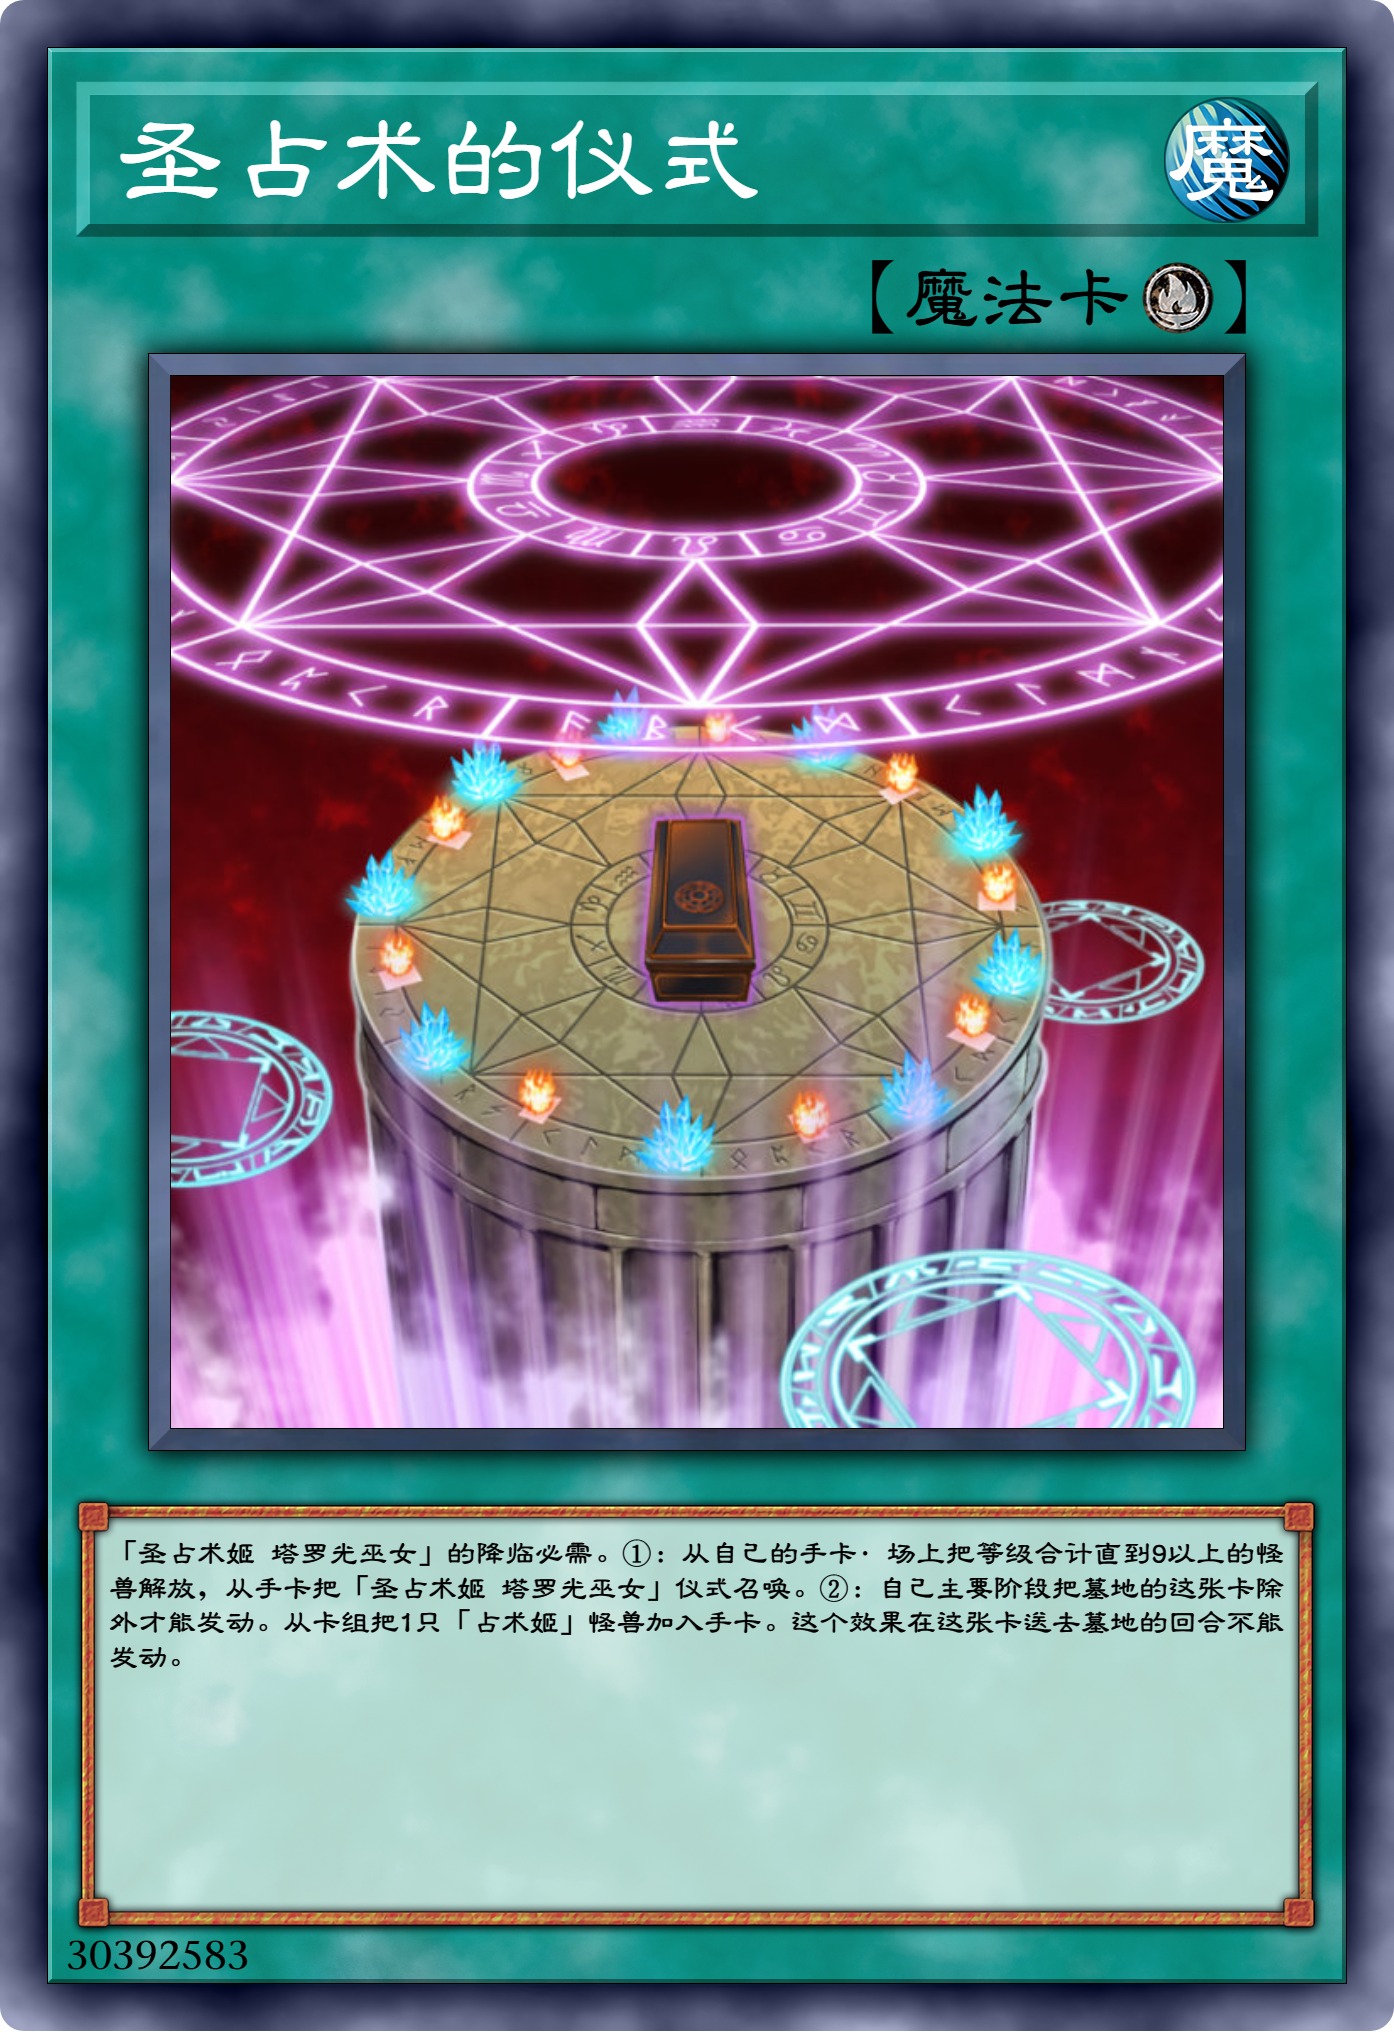 圣占术的仪式
魔
【魔法卡】
「圣占术姬 塔罗光巫女」的降临必需。①：从自己的手卡·场上把等级合计直到9以上的怪
兽解放，从手卡把「圣占术姬 塔罗光巫女」仪式召唤。②：自己主要阶段把墓地的这张卡除
外才能发动。从卡组把1只「占术姬」怪兽加入手卡。这个效果在这张卡送去墓地的回合不能
发动。
30392583